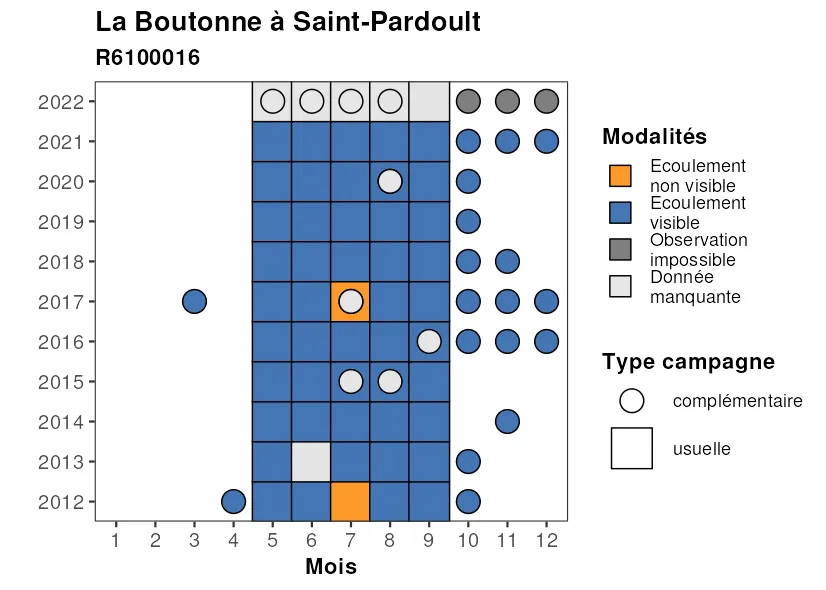 La Boutonne à Saint-Pardoult
R6100016
2022
2021
2020
2019
2018
2017
2016
2015
2014
2013
2012
1 2 3 4 5 6 7 8 9 10 11 12
Mois
Modalités
Ecoulement
non visible
Ecoulement
visible
Observation
impossible
Donnée
manquante
Type campagne
complémentaire
usuelle